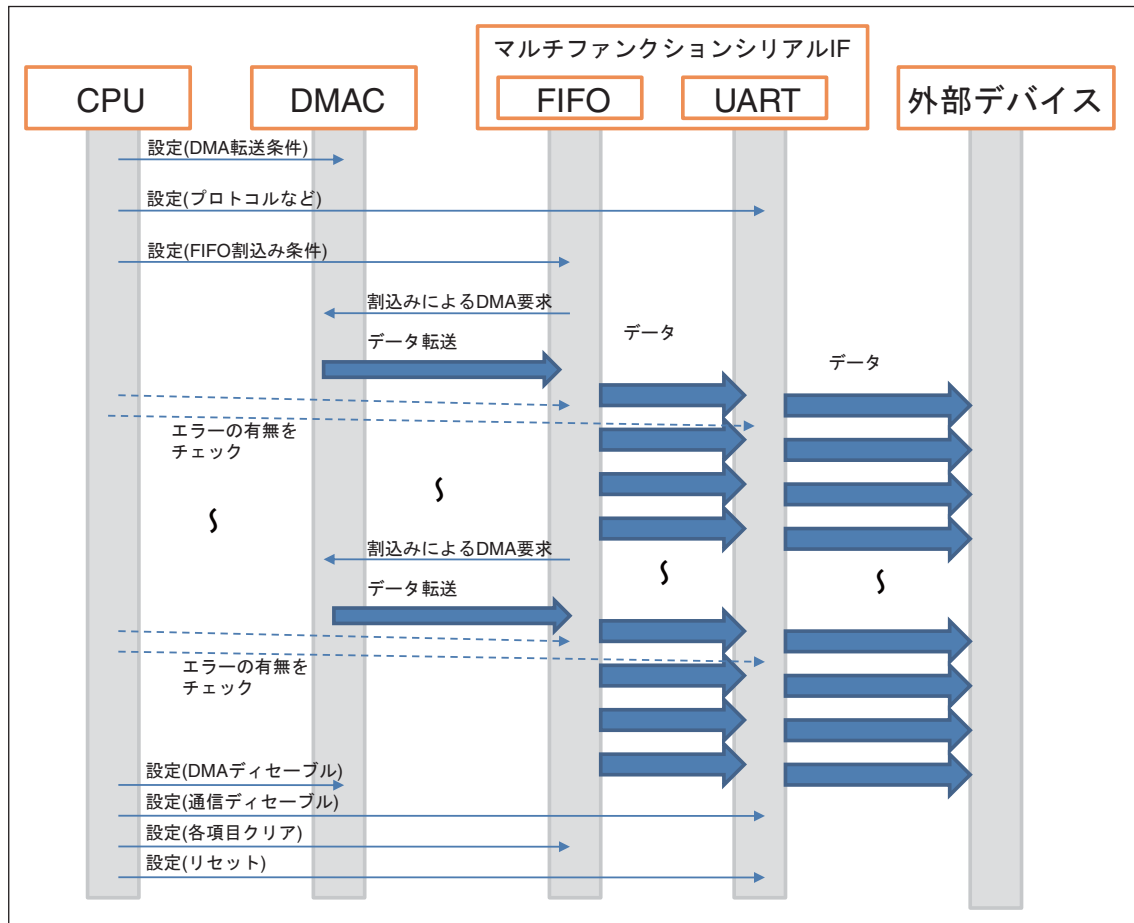 マルチファンクションシリアルIF
CPU
DMAC
FIFO
UART
外部デバイス
設定(DMA転送条件)
設定(プロトコルなど)
設定(FIFO割込み条件)
割込みによるDMA要求
データ転送
データ
データ
エラーの有無を
チェック
割込みによるDMA要求
データ転送
エラーの有無を
チェック
設定(DMAディセーブル)
設定(通信ディセーブル)
設定(各項目クリア)
設定(リセット)